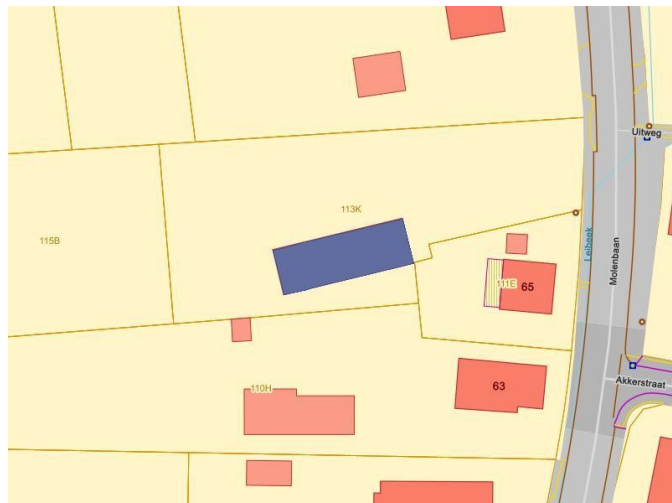 Uitweg
113K
115B
Leibeek
Molenbaan
111E
65
Akkerstraat
63
110H